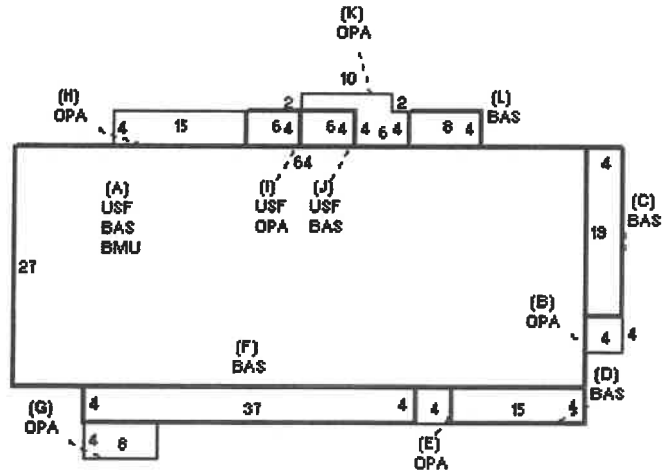 (K)
OPA
10
(H)
OPA
2
2
(L)
BAS
4
15
6 4
6 4
4
6 4
8 4
64
4
(A)
USF
BAS
BMU
(I)
USF
OPA
(J)
USF
BAS
(C)
BAS
19
27
(B)
OPA
4
4
(F)
BAS
(D)
BAS
4
37
4
4
15
4
(G)
OPA
4
8
(E)
OPA